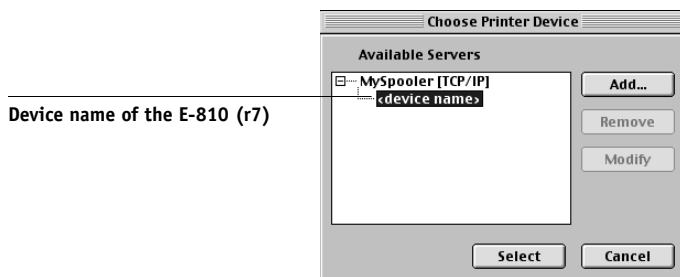 Choose Printer Device
Available Servers
MySpooler [TCP/IP]
<device name>
Device name of the E-810 (r7)
Add...
Remove
Modify
Select
Cancel